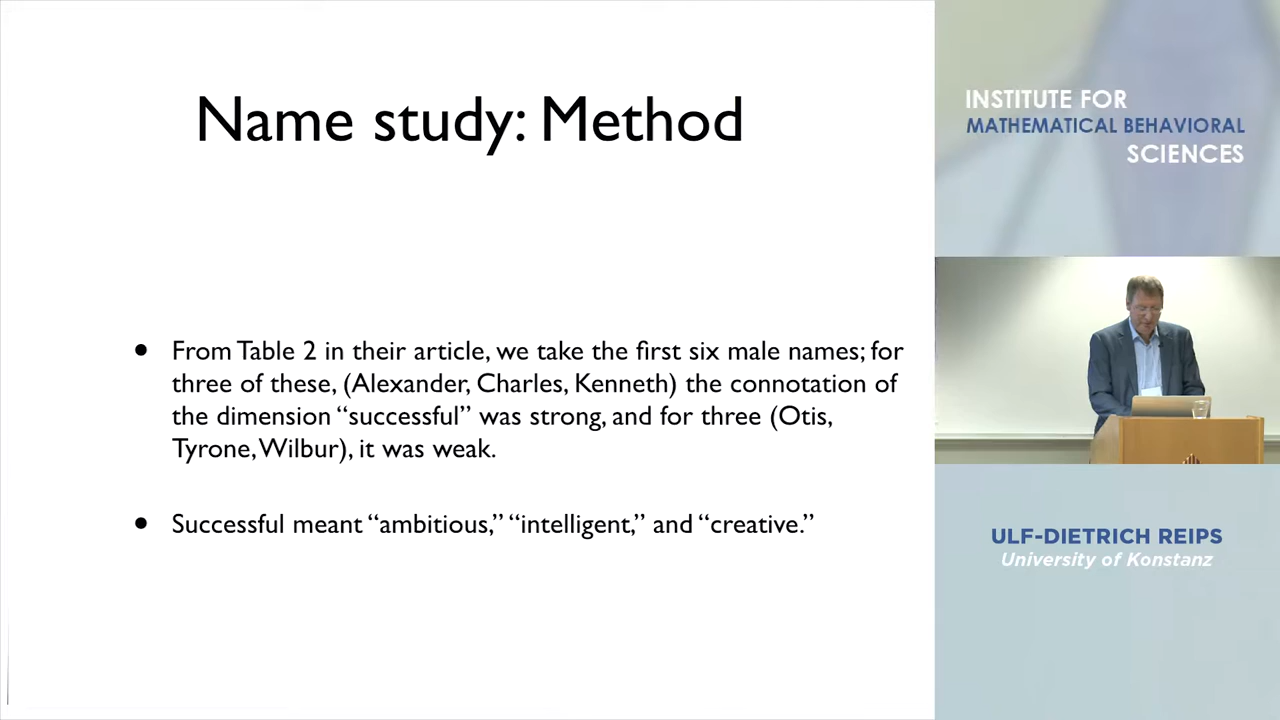 Name study: Method
• From Table 2 in their article, we take the first six male names; for
three of these, (Alexander, Charles, Kenneth) the connotation of
the dimension “successful” was strong, and for three (Otis,
Tyrone, Wilbur), it was weak.
• Successful meant “ambitious,” “intelligent,” and “creative.”
INSTITUTE FOR
MATHEMATICAL BEHAVIORAL
SCIENCES
ULF-DIETRICH REIPS
University of Konstanz